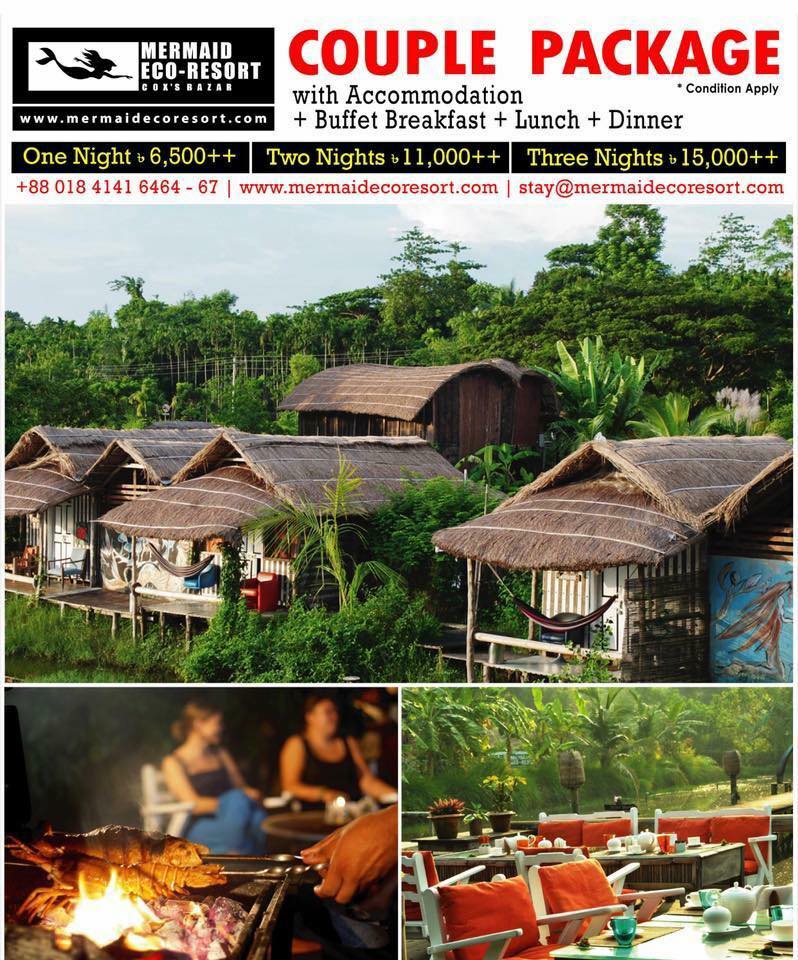 MERMAID
ECO-RESORT
COX'S BAZAR
www.mermaidecoresort.com
COUPLE PACKAGE
* Condition Apply
with Accommodation
+ Buffet Breakfast + Lunch + Dinner
One Night ৳ 6,500++ | Two Nights ৳ 11,000++ | Three Nights ৳ 15,000++
+88 018 4141 6464 - 67 | www.mermaidecoresort.com | stay@mermaidecoresort.com